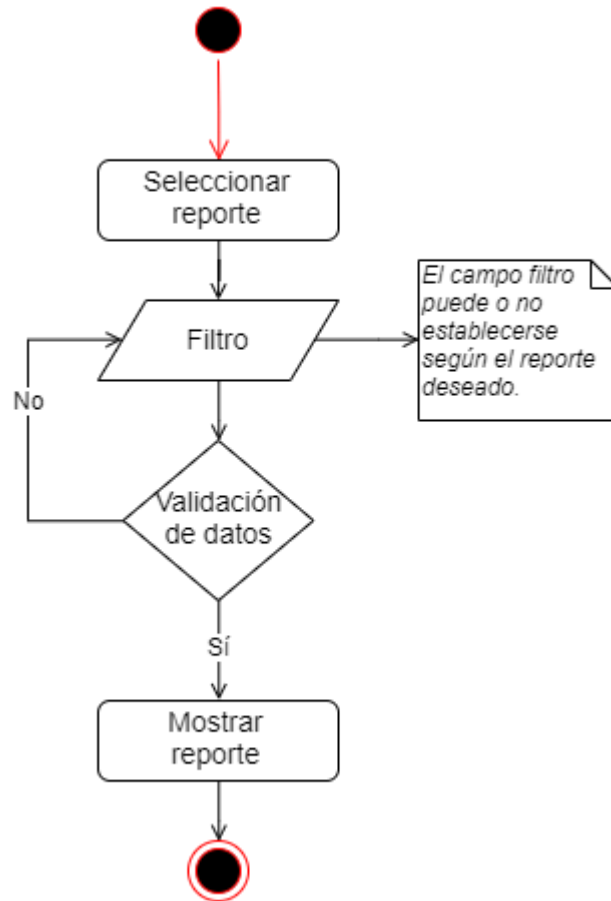 Seleccionar
reporte
Filtro
El campo filtro
puede o no
establecerse
según el reporte
deseado.
No
Validación
de datos
Sí
Mostrar
reporte